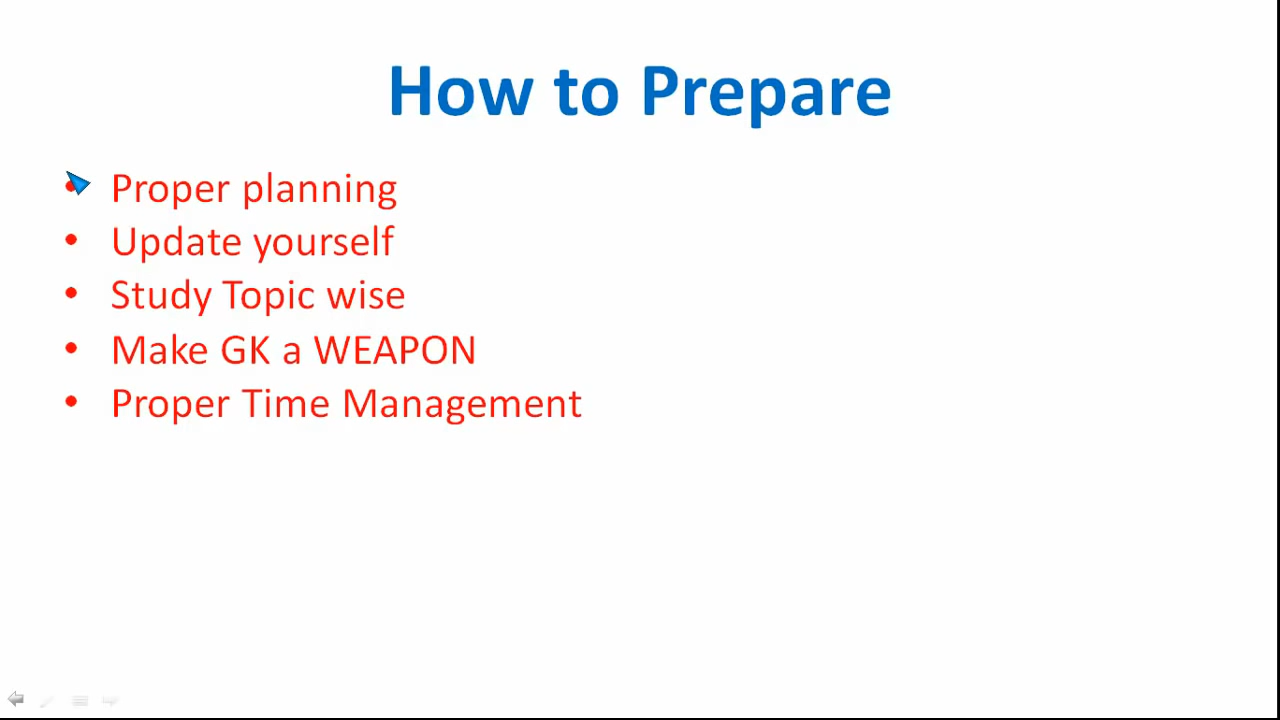 How to Prepare
• Proper planning
• Update yourself
• Study Topic wise
• Make GK a WEAPON
• Proper Time Management